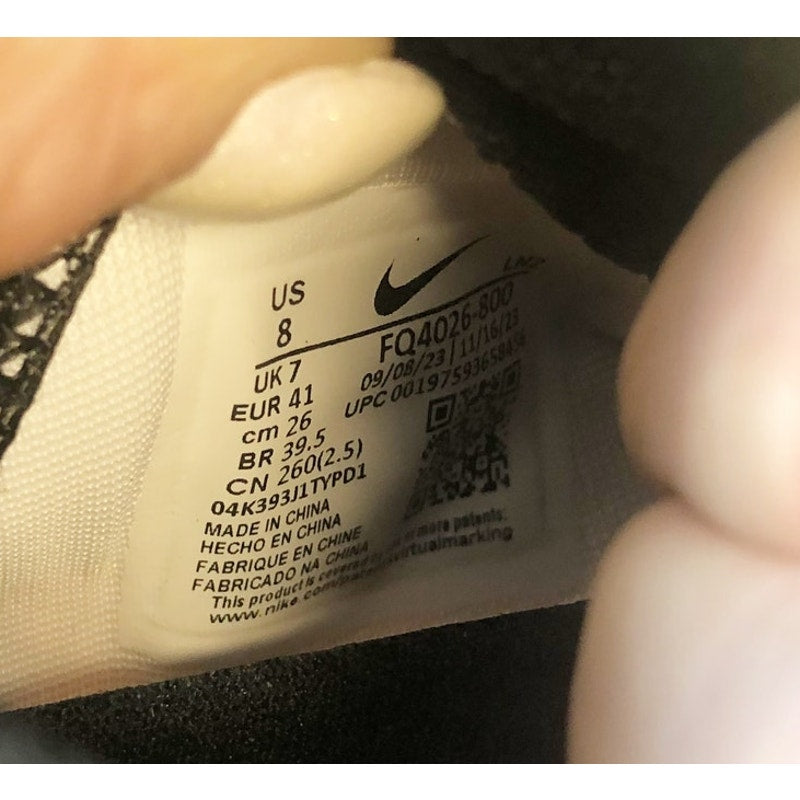 US
8
UK 7
EUR 41
cm 26
BR 39.5
CN 260(2.5)
04K393J1TYPD1
MADE IN CHINA
HECHO EN CHINA
FABRIQUE EN CHINE
FABRICADO NA CHINA
This product is covered or more patents.
www.nike.com/patents/virtualmarking
FQ4026-800
09/08/23 | 11/16/23
UPC